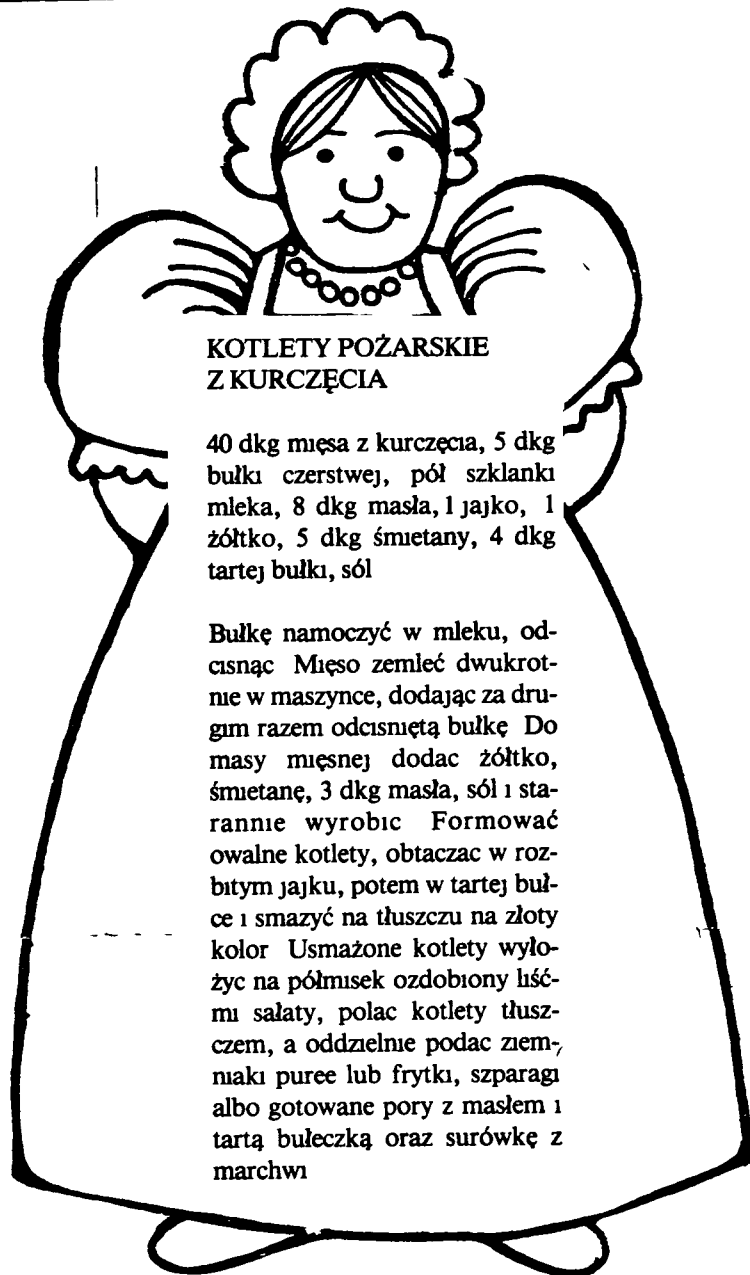 KOTLETY POŻARSKIE
Z KURCZĘCIA
40 dkg mięsa z kurczęcia, 5 dkg
bułki czerstwej, pół szklanki
mleka, 8 dkg masła, 1 jajko, 1
żółtko, 5 dkg śmietany, 4 dkg
tartej bułki, sól
Bułkę namoczyć w mleku, od-
cisnąc Mięso zemleć dwukrot-
nie w maszynce, dodając za dru-
gim razem odcisniętą bułkę Do
masy mięsnej dodac żółtko,
śmietanę, 3 dkg masła, sól i sta-
rannie wyrobic Formować
owalne kotlety, obtaczac w roz-
bitym jajku, potem w tartej buł-
ce i smazyć na tłuszczu na złoty
kolor Usmażone kotlety wyło-
życ na półmisek ozdobiony liść-
mi sałaty, polac kotlety tłusz-
czem, a oddzielnie podac ziem-
niaki puree lub frytki, szparagi
albo gotowane pory z masłem i
tartą bułeczką oraz surówkę z
marchwi